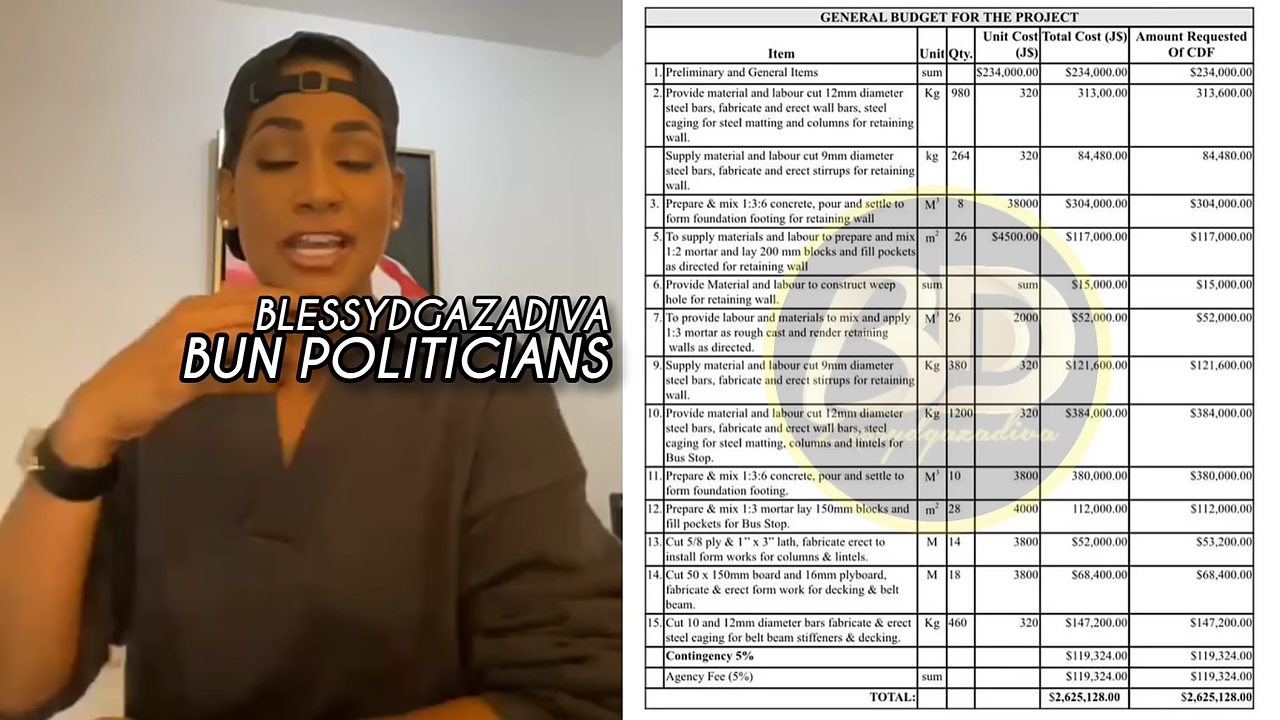 BLESSYDGAZADIVA
BUN POLITICIANS
GENERAL BUDGET FOR THE PROJECT
Item Unit Qty. Unit Cost (J$) Total Cost (J$) Amount Requested Of CDF
1. Preliminary and General Items sum $234,000.00 $234,000.00 $234,000.00
2. Provide material and labour cut 12mm diameter Kg 980 320 313,00.00 313,600.00
steel bars, fabricate and erect wall bars, steel
caging for steel matting and columns for retaining
wall.
Supply material and labour cut 9mm diameter kg 264 320 84,480.00 84,480.00
steel bars, fabricate and erect stirrups for retaining
wall.
3. Prepare & mix 1:3:6 concrete, pour and settle to M³ 8 38000 $304,000.00 $304,000.00
form foundation footing for retaining wall
5. To supply materials and labour to prepare and mix m² 26 $4500.00 $117,000.00 $117,000.00
1:2 mortar and lay 200 mm blocks and fill pockets
as directed for retaining wall
6. Provide Material and labour to construct weep sum sum $15,000.00 $15,000.00
hole for retaining wall.
7. To provide labour and materials to mix and apply M³ 26 2000 $52,000.00 $52,000.00
1:3 mortar as rough cast and render retaining
walls as directed.
9. Supply material and labour cut 9mm diameter Kg 380 320 $121,600.00 $121,600.00
steel bars, fabricate and erect stirrups for retaining
wall.
10. Provide material and labour cut 12mm diameter Kg 1200 320 $384,000.00 $384,000.00
steel bars, fabricate and erect wall bars, steel
caging for steel matting, columns and lintels for
Bus Stop.
11. Prepare & mix 1:3:6 concrete, pour and settle to M³ 10 3800 380,000.00 $380,000.00
form foundation footing.
12. Prepare & mix 1:3 mortar lay 150mm blocks and m² 28 4000 112,000.00 $112,000.00
fill pockets for Bus Stop.
13. Cut 5/8 ply & 1” x 3” lath, fabricate erect to M 14 3800 $52,000.00 $53,200.00
install form works for columns & lintels.
14. Cut 50 x 150mm board and 16mm plyboard, M 18 3800 $68,400.00 $68,400.00
fabricate & erect form work for decking & belt
beam.
15. Cut 10 and 12mm diameter bars fabricate & erect Kg 460 320 $147,200.00 $147,200.00
steel caging for belt beam stiffeners & decking.
Contingency 5% $119,324.00 $119,324.00
Agency Fee (5%) sum $119,324.00 $119,324.00
TOTAL: $2,625,128.00 $2,625,128.00
BD
Blessydgazadiva